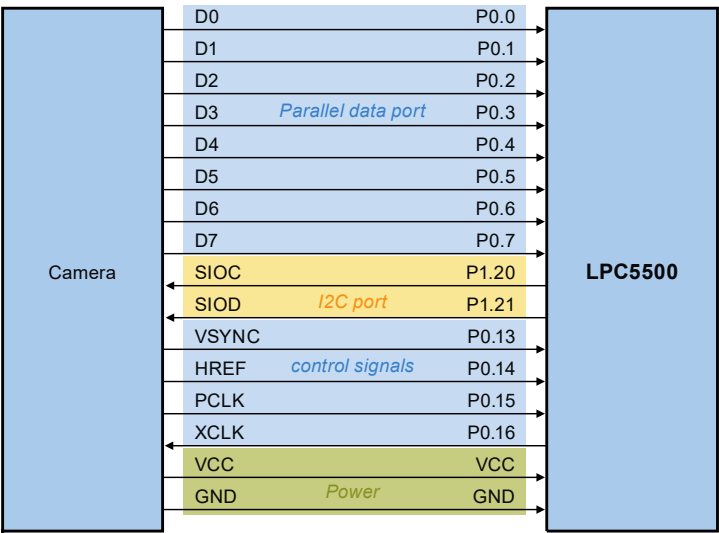 D0 P0.0
D1 P0.1
D2 P0.2
D3 Parallel data port P0.3
D4 P0.4
D5 P0.5
D6 P0.6
D7 P0.7
Camera SIOC P1.20 LPC5500
SIOD I2C port P1.21
VSYNC P0.13
HREF control signals P0.14
PCLK P0.15
XCLK P0.16
VCC VCC
GND Power GND